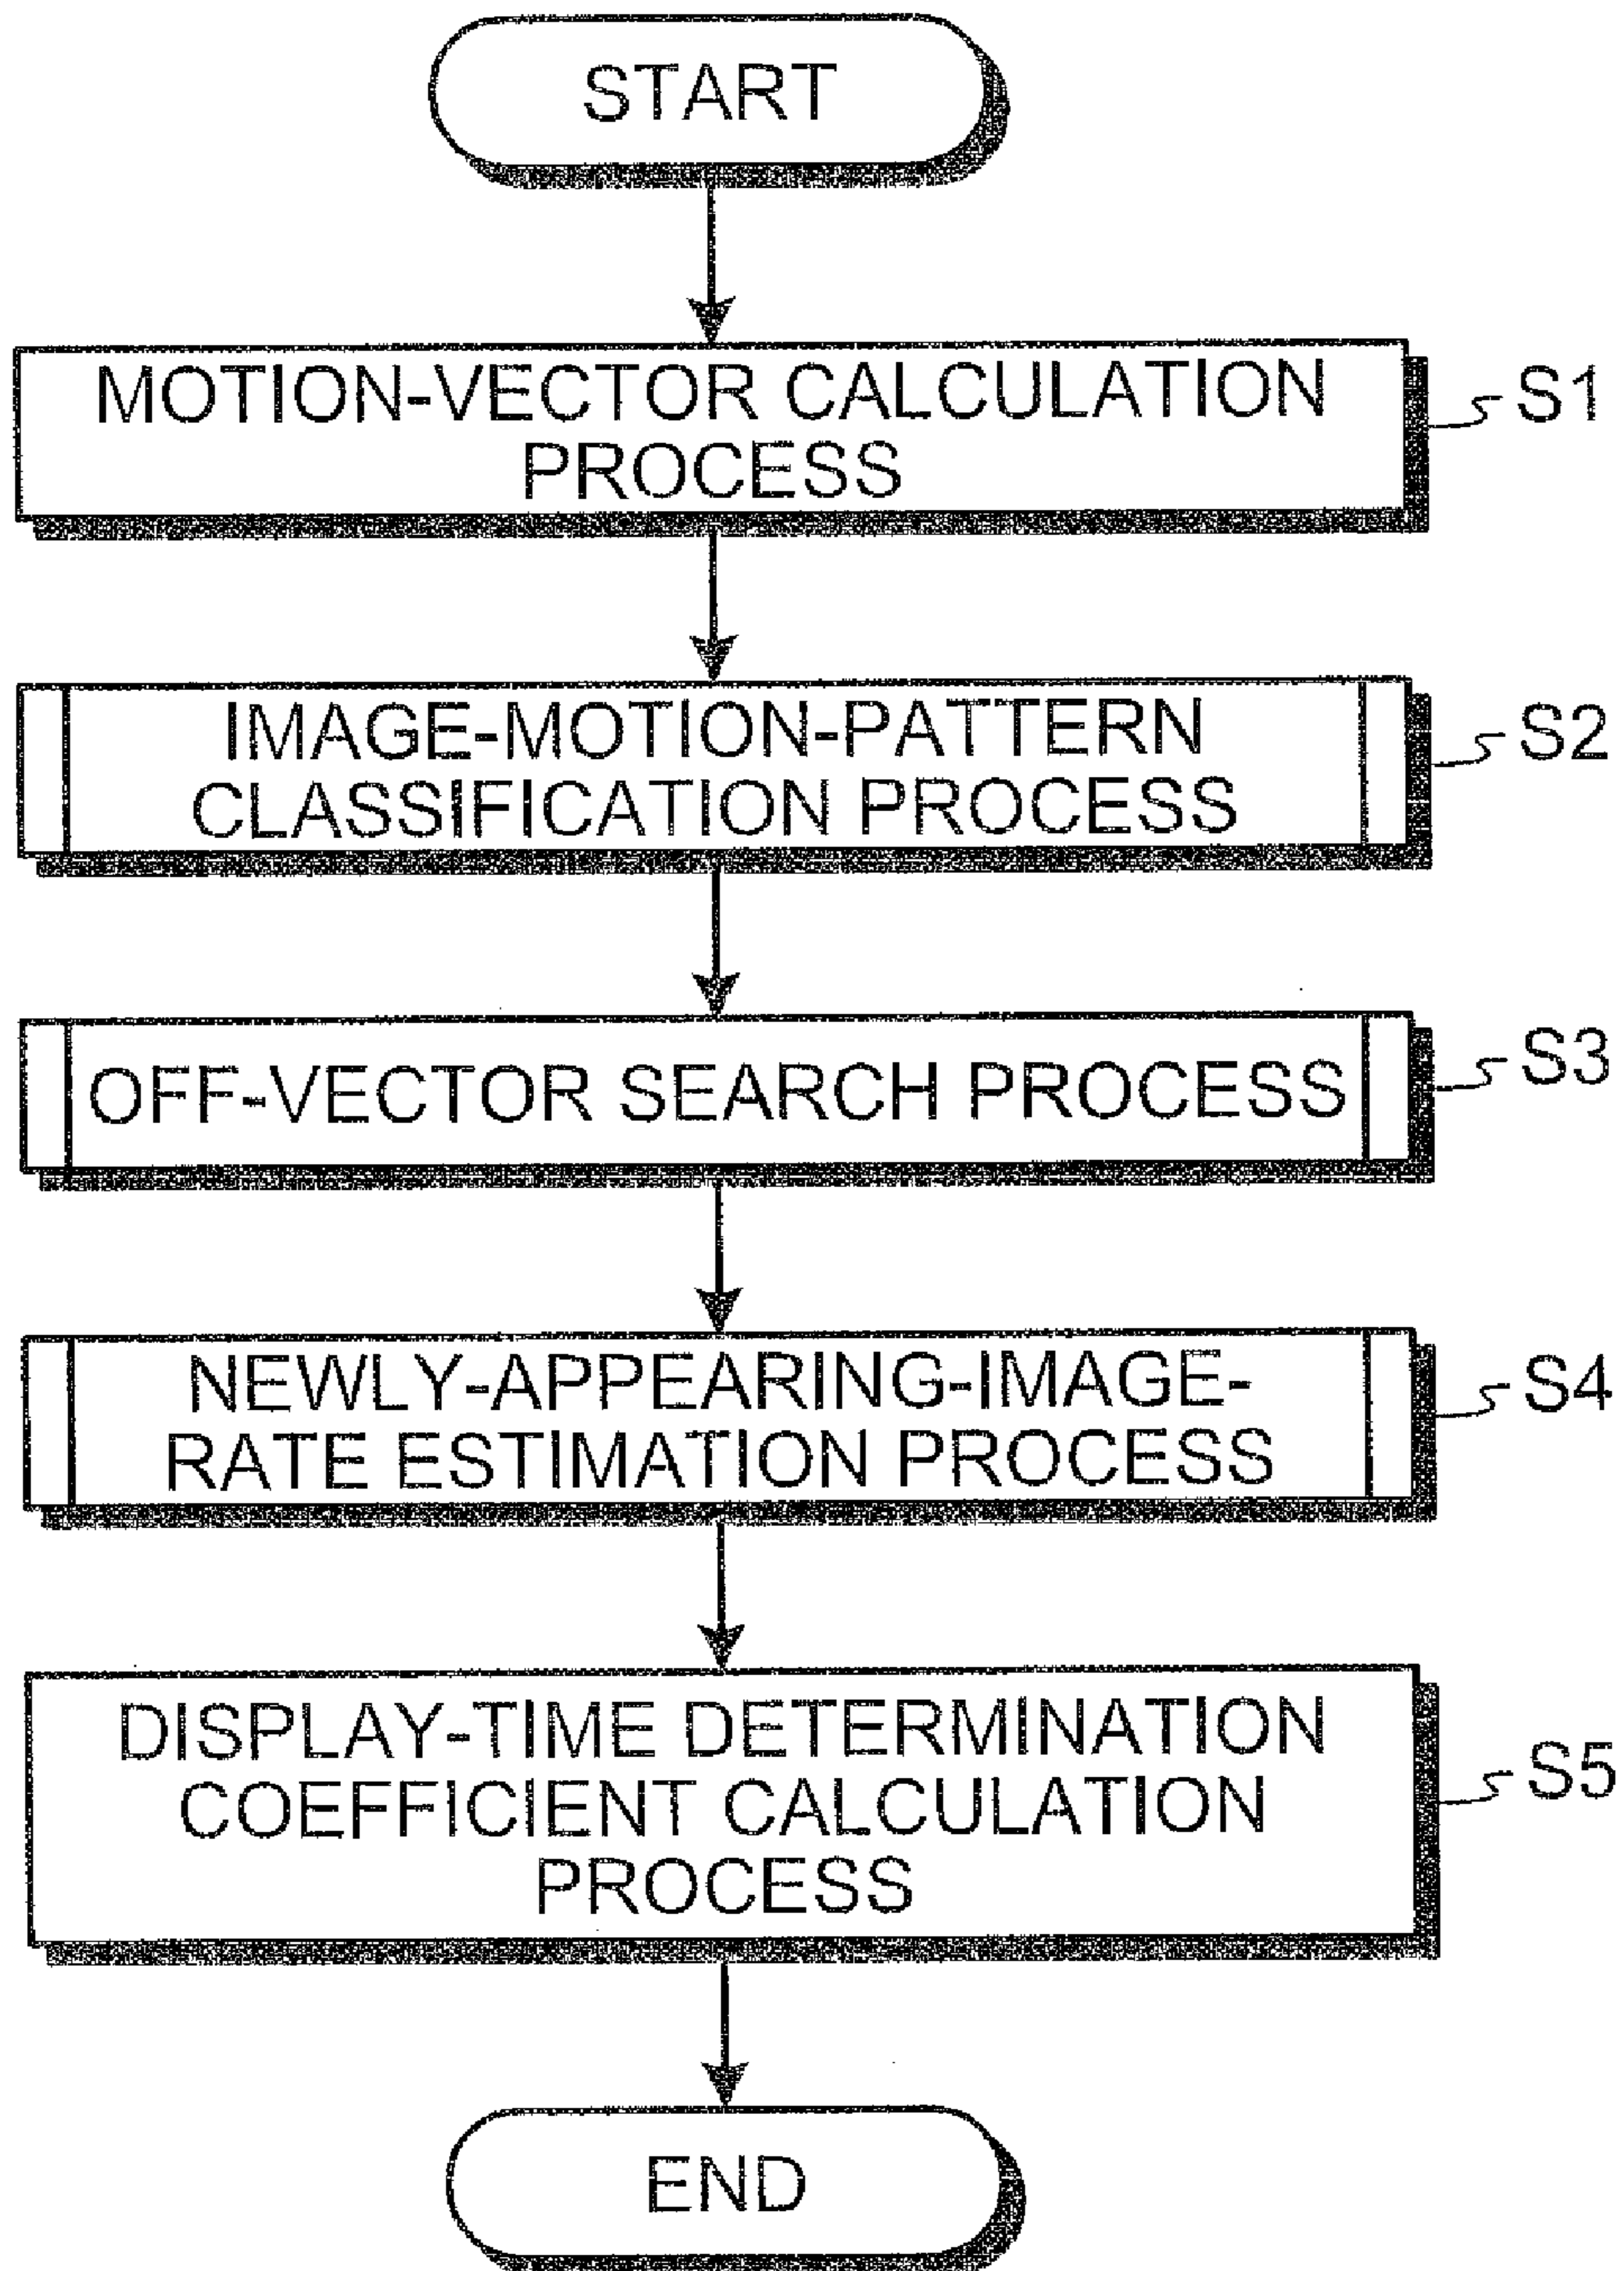 START
MOTION-VECTOR CALCULATION
PROCESS
S1
IMAGE-MOTION-PATTERN
CLASSIFICATION PROCESS
S2
OFF-VECTOR SEARCH PROCESS
S3
NEWLY-APPEARING-IMAGE-
RATE ESTIMATION PROCESS
S4
DISPLAY-TIME DETERMINATION
COEFFICIENT CALCULATION
PROCESS
S5
END